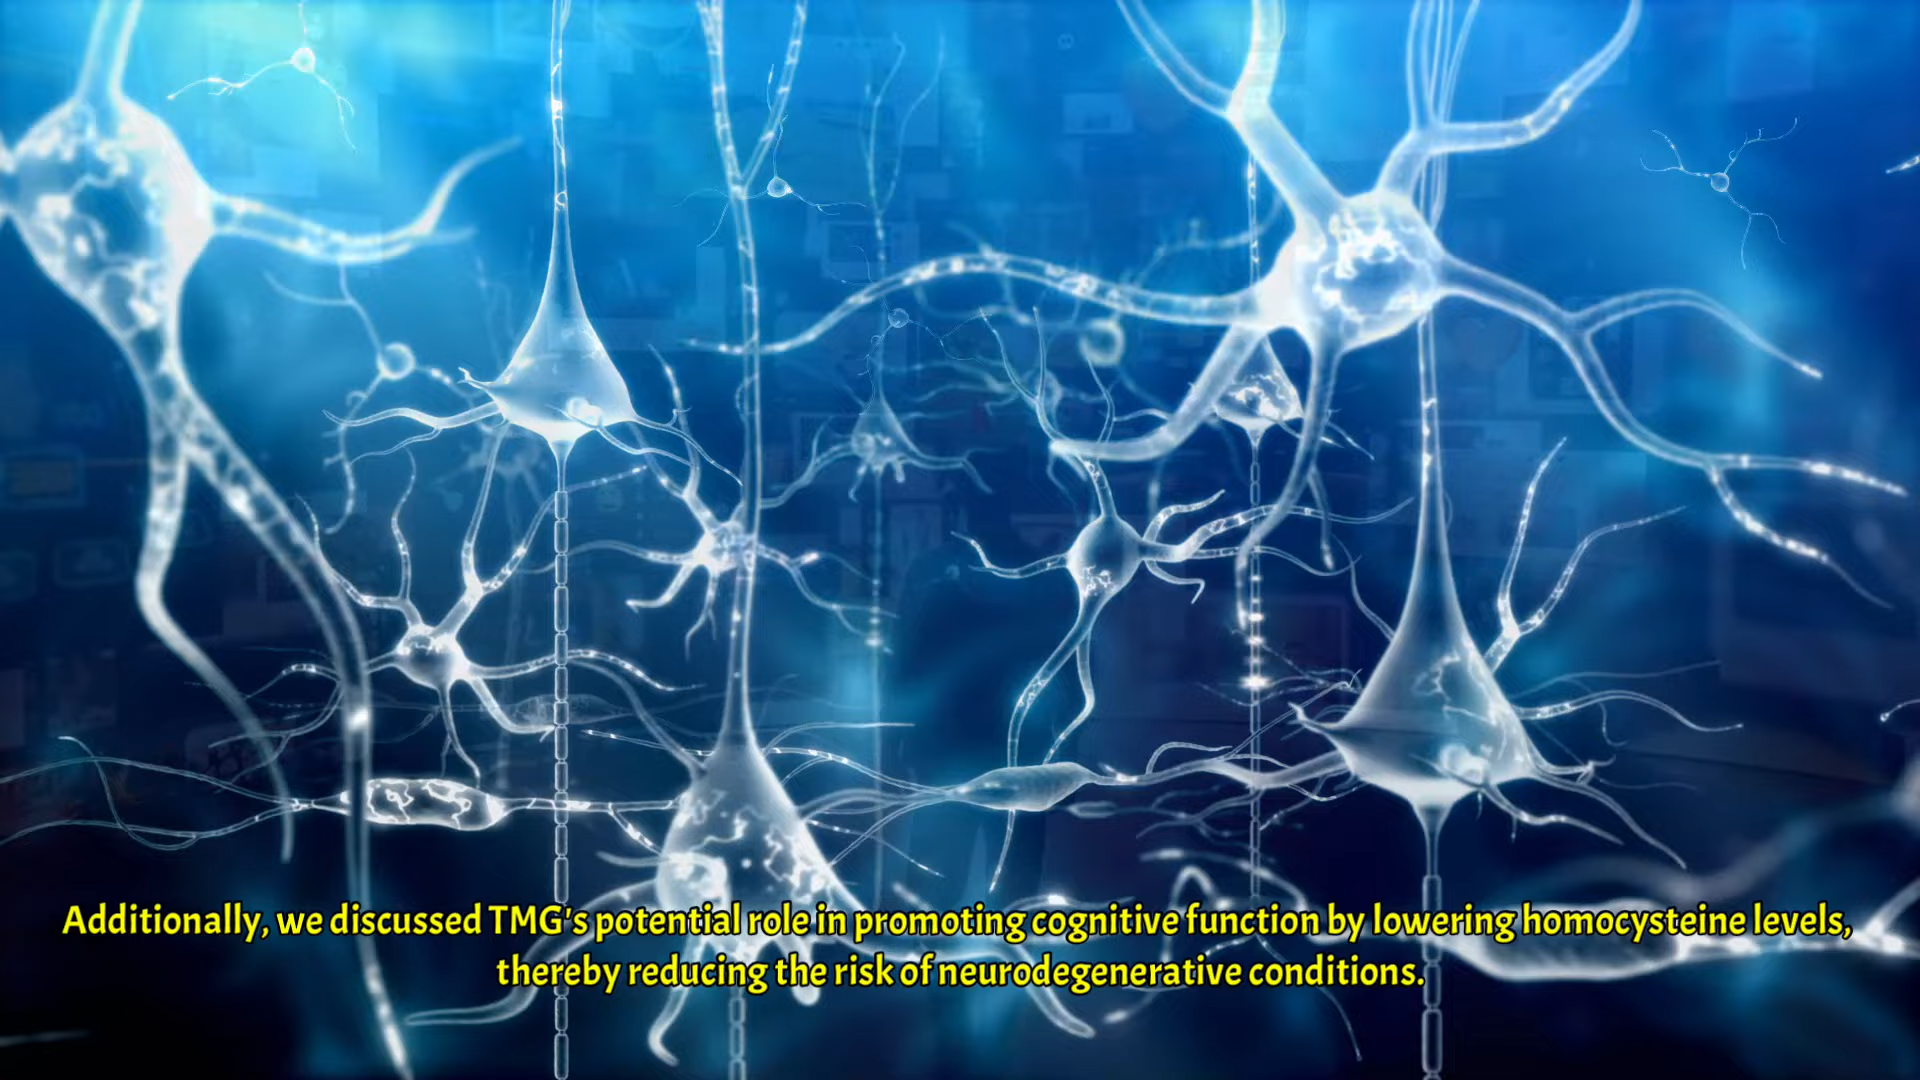 Additionally, we discussed TMG's potential role in promoting cognitive function by lowering homocysteine levels,
thereby reducing the risk of neurodegenerative conditions.